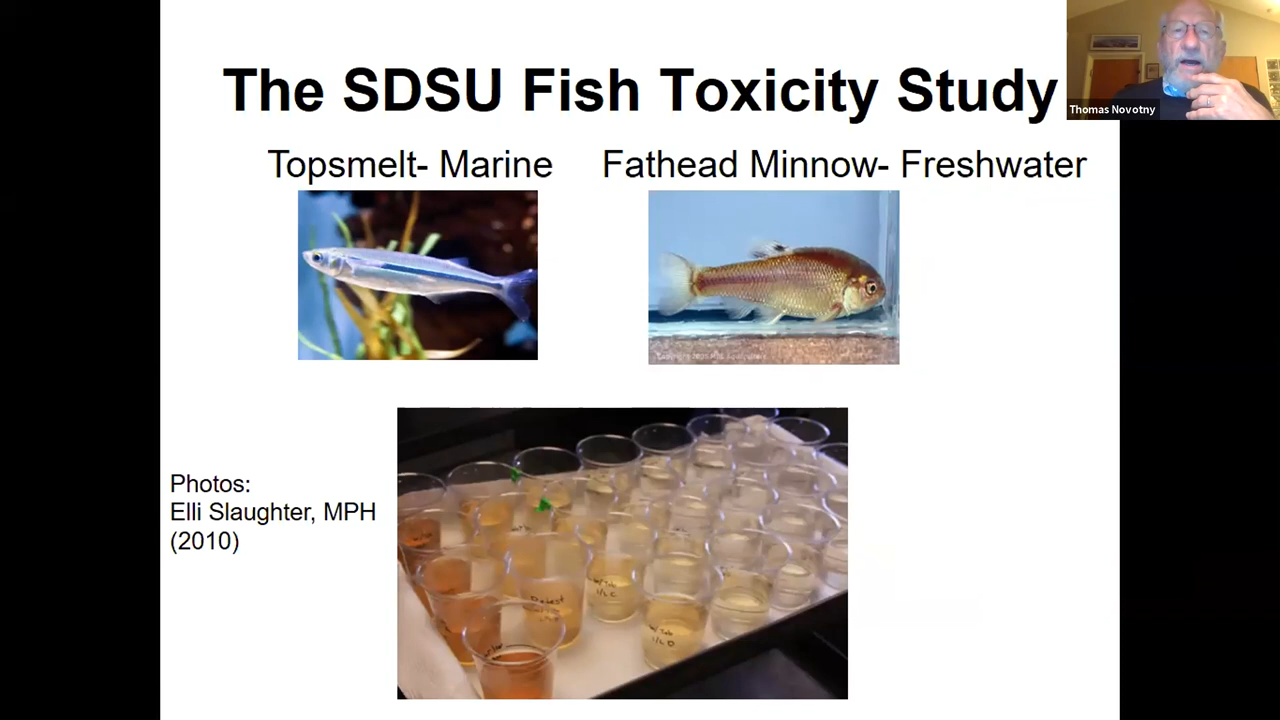 The SDSU Fish Toxicity Study
Thomas Novotny
Topsmelt- Marine
Fathead Minnow- Freshwater
Photos:
Elli Slaughter, MPH
(2010)